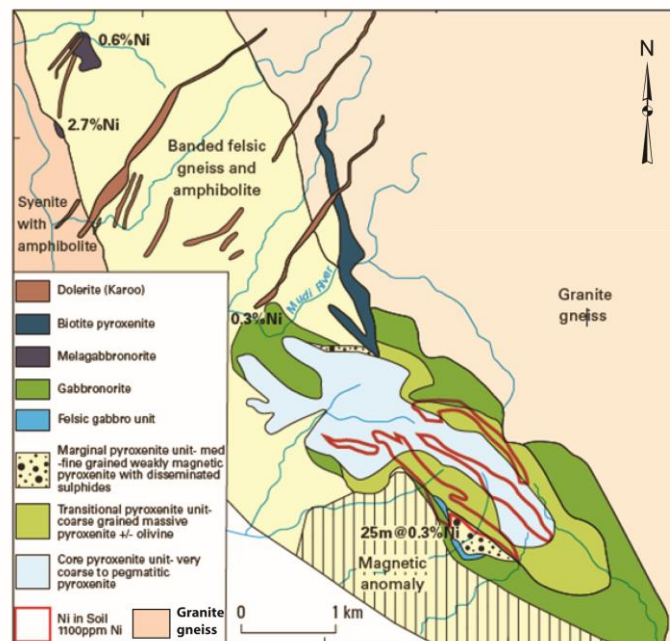 0.6%Ni
N
2.7%Ni
Banded felsic
gneiss and
amphibolite
Syenite
with
amphibolite
Mudi River
Granite
gneiss
0.3%Ni
Dolerite (Karoo)
Biotite pyroxenite
Melagabbronorite
Gabbronorite
Felsic gabbro unit
Marginal pyroxenite unit- med
-fine grained weakly magnetic
pyroxenite with disseminated
sulphides
Transitional pyroxenite unit-
coarse grained massive
pyroxenite +/- olivine
Core pyroxenite unit- very
coarse to pegmatitic
pyroxenite
Ni in Soil
1100ppm Ni
Granite
gneiss
25m@0.3%Ni
Magnetic
anomaly
0
1 km